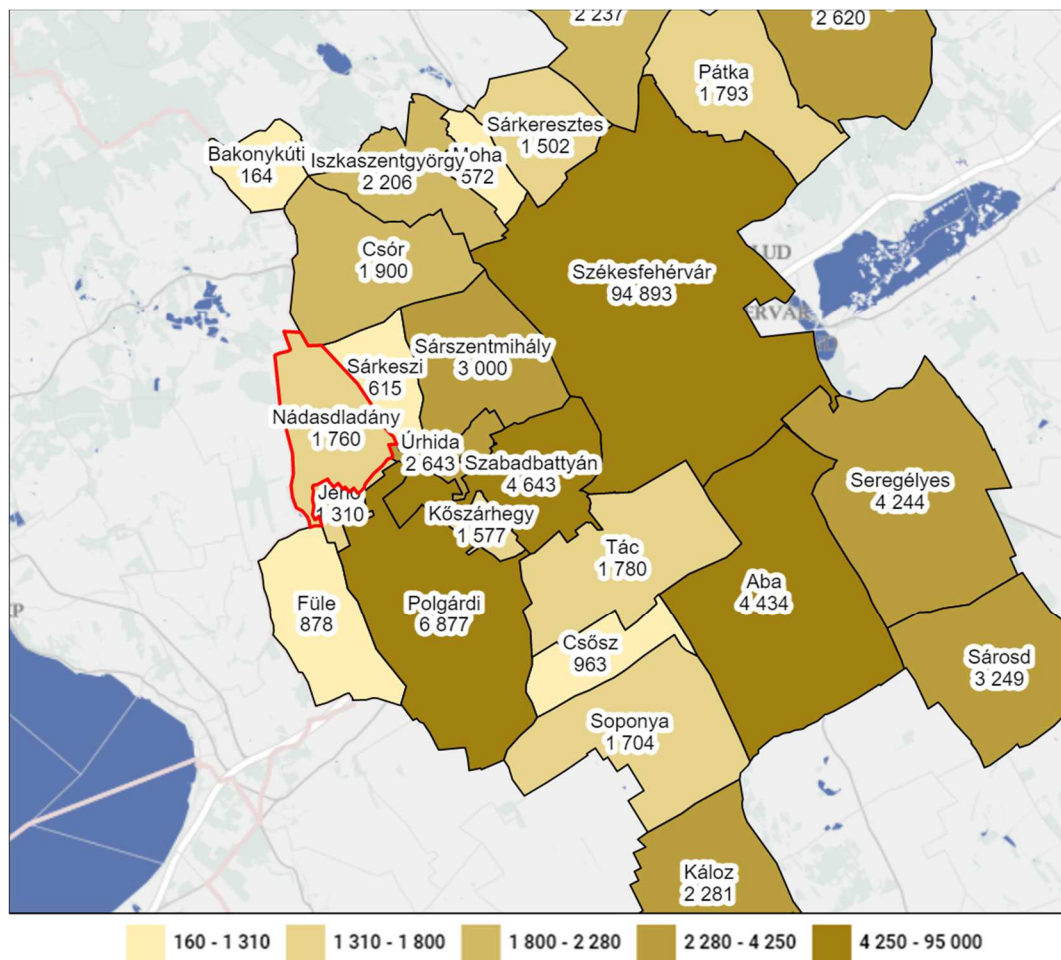 2 237
2 620
Pátka
1 793
Sárkeresztes
1 502
Bakonykúti
164
Iszkaszentgyörgy
2 206
Moha
572
Csór
1 900
Székesfehérvár
94 893
LUD
Sárszentmihály
3 000
Sárkeszi
615
Nádasdladány
1 760
Úrhida
2 643
Szabadbattyán
4 643
Jenő
1 310
Kőszárhegy
1 577
Seregélyes
4 244
Tác
1 780
Aba
4 434
Füle
878
Polgárdi
6 877
Csősz
963
Sárosd
3 249
Soponya
1 704
Káloz
2 281
160 - 1 310
1 310 - 1 800
1 800 - 2 280
2 280 - 4 250
4 250 - 95 000